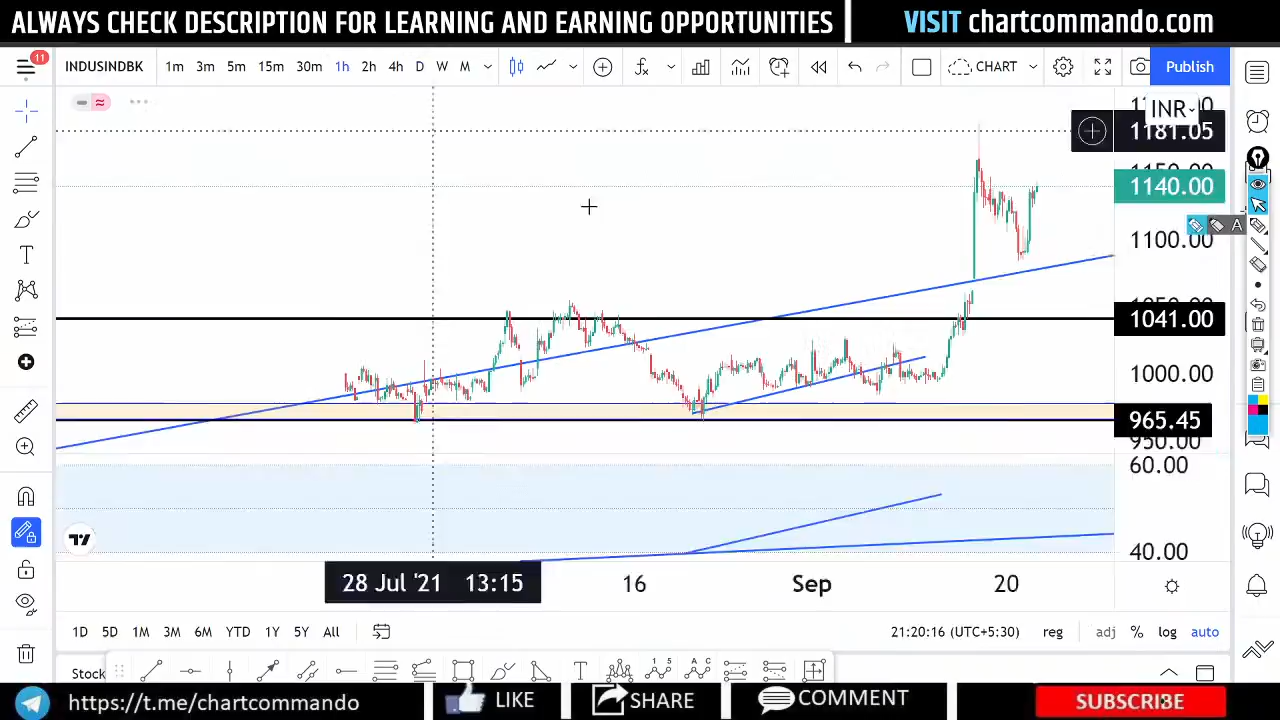 ALWAYS CHECK DESCRIPTION FOR LEARNING AND EARNING OPPORTUNITIES
VISIT chartcommando.com
11
INDUSINDBK 1m 3m 5m 15m 30m 1h 2h 4h D W M CHART Publish
INR
1181.05
1140.00
1100.00
1041.00
1000.00
965.45
950.00
60.00
40.00
A
T
28 Jul '21 13:15 16 Sep 20
1D 5D 1M 3M 6M YTD 1Y 5Y All 21:20:16 (UTC+5:30) reg adj % log auto
Stock T
https://t.me/chartcommando LIKE SHARE COMMENT SUBSCRIBE